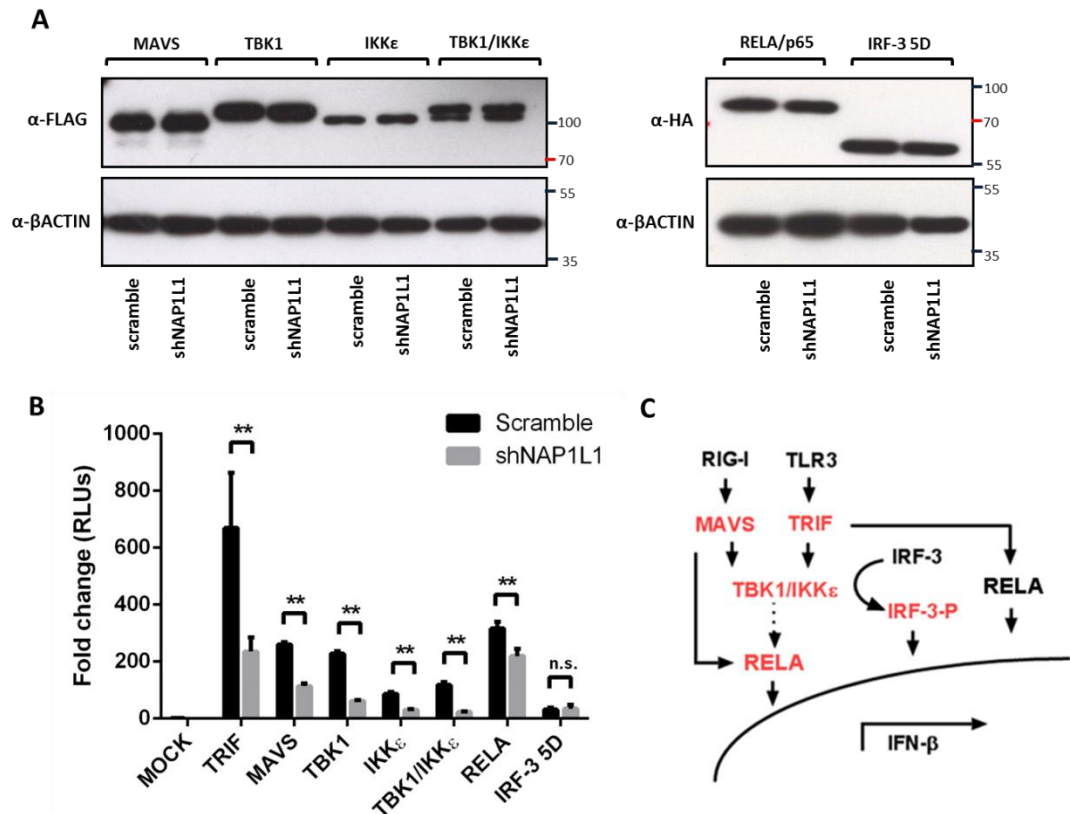 A
MAVS TBK1 IKKε TBK1/IKKε
α-FLAG
100
70
α-βACTIN
55
35
scramble shNAP1L1 scramble shNAP1L1 scramble shNAP1L1 scramble shNAP1L1
RELA/p65 IRF-3 5D
α-HA
100
70
55
α-βACTIN
55
35
scramble shNAP1L1 scramble shNAP1L1
B
Scramble
shNAP1L1
Fold change (RLUs)
1000
800
600
400
200
0
** ** ** ** ** ** n.s.
MOCK TRIF MAVS TBK1 IKKε TBK1/IKKε RELA IRF-3 5D
C
RIG-I TLR3
MAVS TRIF
IRF-3
TBK1/IKKε RELA
IRF-3-P
RELA
IFN-β